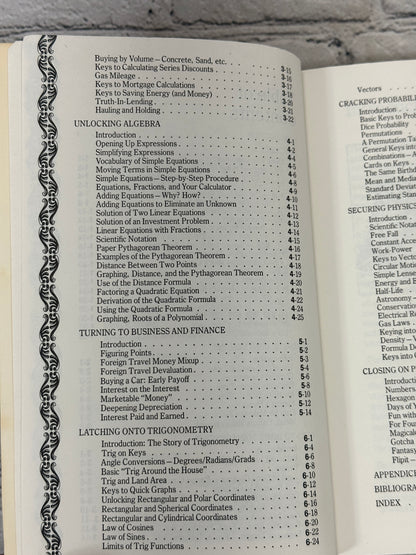 Buying by Volume — Concrete, Sand, etc. 3-15
Keys to Calculating Series Discounts 3-16
Gas Mileage 3-17
Keys to Mortgage Calculations 3-18
Keys to Saving Energy (and Money) 3-20
Truth-In-Lending 3-21
Hauling and Holding 3-22
UNLOCKING ALGEBRA
Introduction 4-1
Opening Up Expressions 4-2
Simplifying Expressions 4-4
Vocabulary of Simple Equations 4-5
Moving Terms in Simple Equations 4-6
Simple Equations — Step-by-Step Procedure 4-8
Equations, Fractions, and Your Calculator 4-9
Adding Equations — Why? How? 4-10
Adding Equations to Eliminate an Unknown 4-11
Solution of Two Linear Equations 4-12
Solution of an Investment Problem 4-13
Linear Equations with Fractions 4-14
Scientific Notation 4-15
Paper Pythagorean Theorem 4-15
Examples of the Pythagorean Theorem 4-17
Distance Between Two Points 4-18
Graphing, Distance, and the Pythagorean Theorem 4-19
Use of the Distance Formula 4-20
Factoring a Quadratic Equation 4-21
Derivation of the Quadratic Formula 4-22
Using the Quadratic Formula 4-24
Graphing, Roots of a Polynomial 4-25
TURNING TO BUSINESS AND FINANCE
Introduction 5-1
Figuring Points 5-2
Foreign Travel Money Mixup 5-3
Foreign Travel Devaluation 5-4
Buying a Car: Early Payoff 5-6
Interest on the Interest 5-8
Marketable "Money" 5-10
Deepening Depreciation 5-12
Interest Paid and Earned 5-14
LATCHING ONTO TRIGONOMETRY
Introduction: The Story of Trigonometry 6-1
Trig on Keys 6-4
Angle Conversions — Degrees/Radians/Grads 6-6
Basic "Trig Around the House" 6-8
Trig and Land Area 6-10
Keys to Quick Graphs 6-12
Unlocking Rectangular and Polar Coordinates 6-14
Rectangular and Spherical Coordinates 6-16
Rectangular and Cylindrical Coordinates 6-18
Law of Cosines 6-20
Law of Sines 6-22
Limits of Trig Functions 6-24
Vectors
CRACKING PROBABILI
Introduction
Basic Keys to Prob
Dice Probability
Permutations
A Permutation Ta
General Keys into
Combinations —
Cards on Keys
The Same Birthd
Mean and Media
Standard Deviat
Estimating Stan
SECURING PHYSIC
Introduction
Scientific Notat
Free Fall
Constant Acce
Work-Power
Keys to Vecto
Circular Motio
Simple Lense
Energy and E
Half-Life
Astronomy
Conservation
Electrical Re
Gas Laws
Keying into
Density — V
Formula De
Keys into
CLOSING ON P
Introduct
Numbers
Hexagon
Days of Y
Fun with
For Four
Magicall
Gotcha
Fantasy
Flipit —
APPENDICE
BIBLIOGRA
INDEX